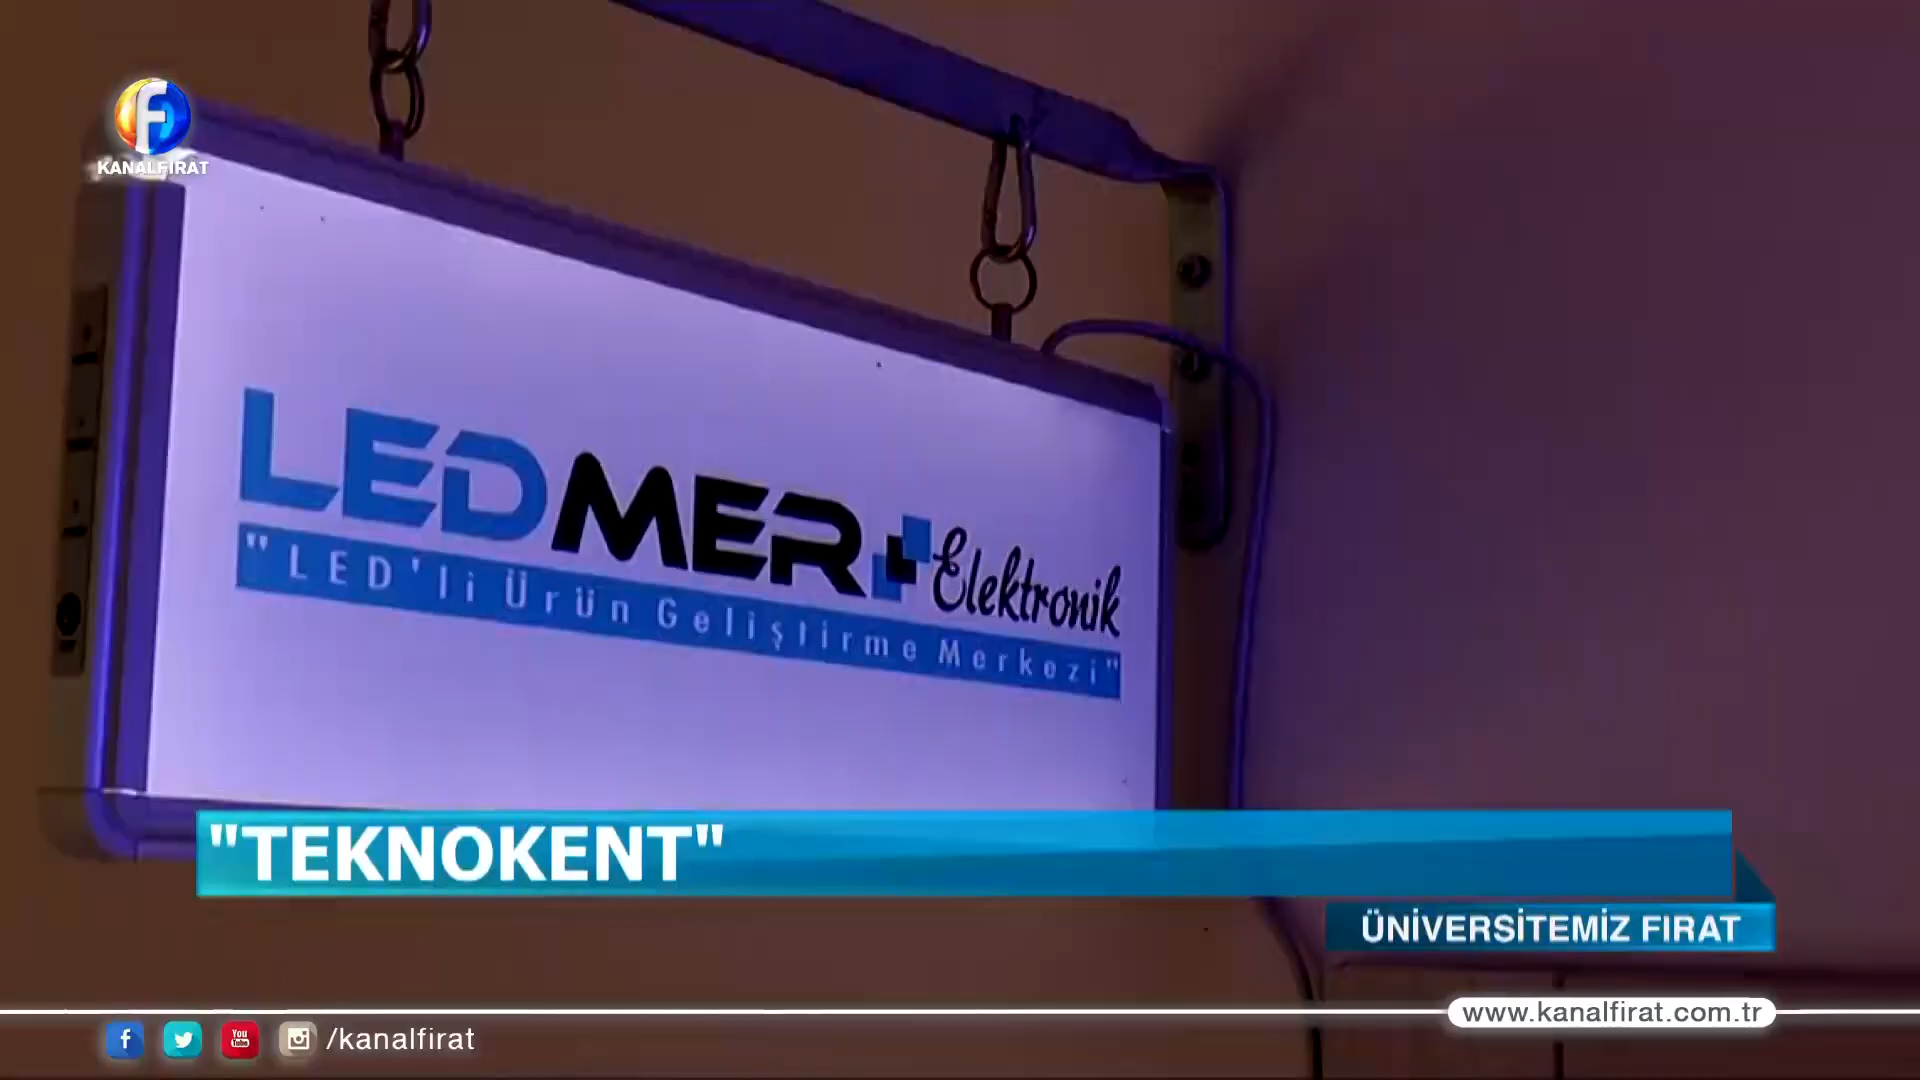 KANALFIRAT
LEDMER Elektronik
"LED'li Ürün Geliştirme Merkezi"
"TEKNOKENT"
ÜNİVERSİTEMİZ FIRAT
www.kanalfirat.com.tr
/kanalfirat